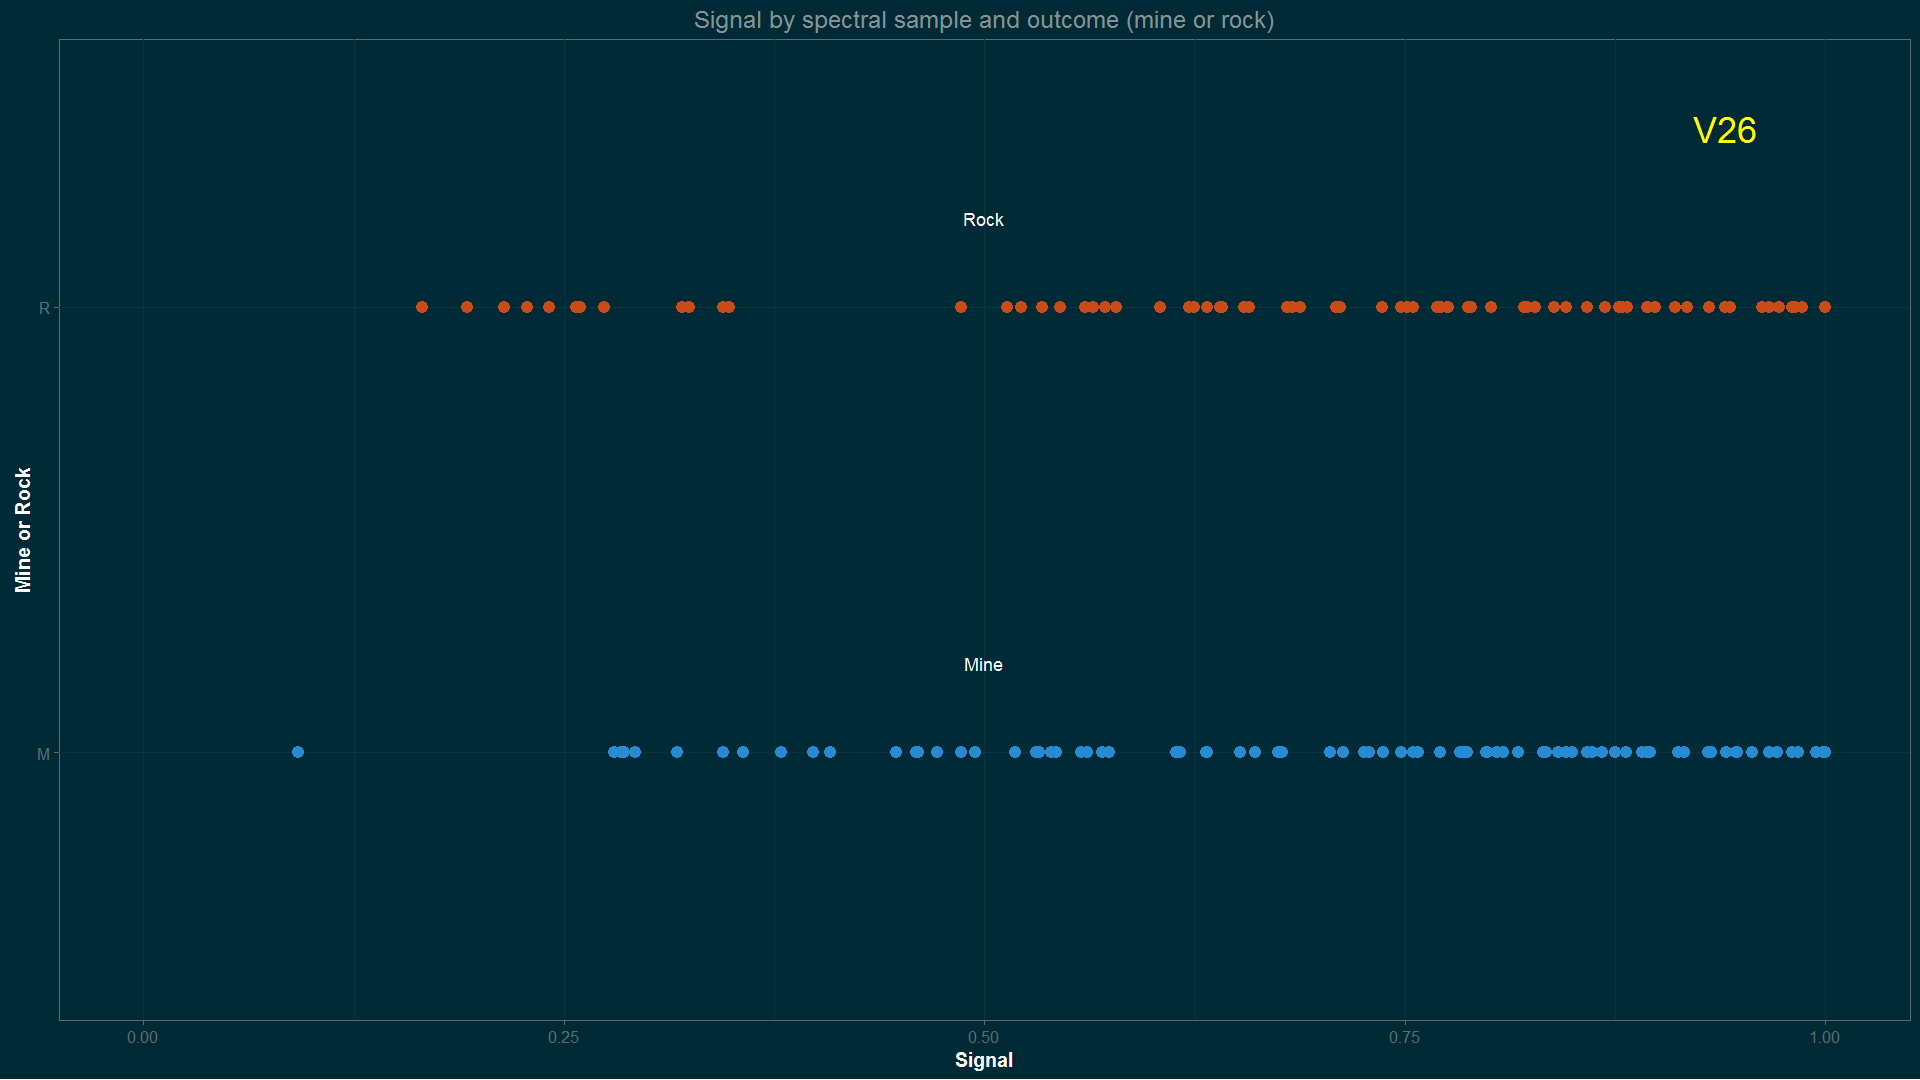 Signal by spectral sample and outcome (mine or rock)
V26
Rock
R
Mine or Rock
Mine
M
0.00 0.25 0.50 0.75 1.00
Signal